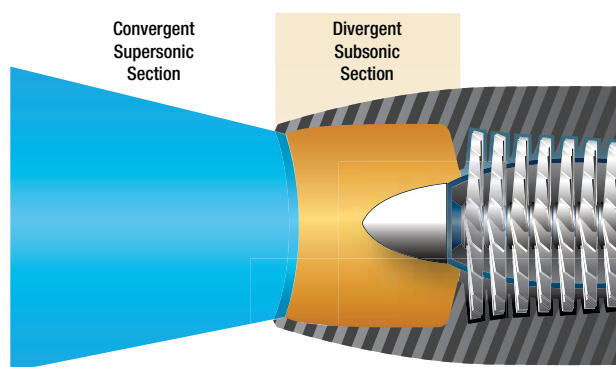 Convergent
Supersonic
Section
Divergent
Subsonic
Section